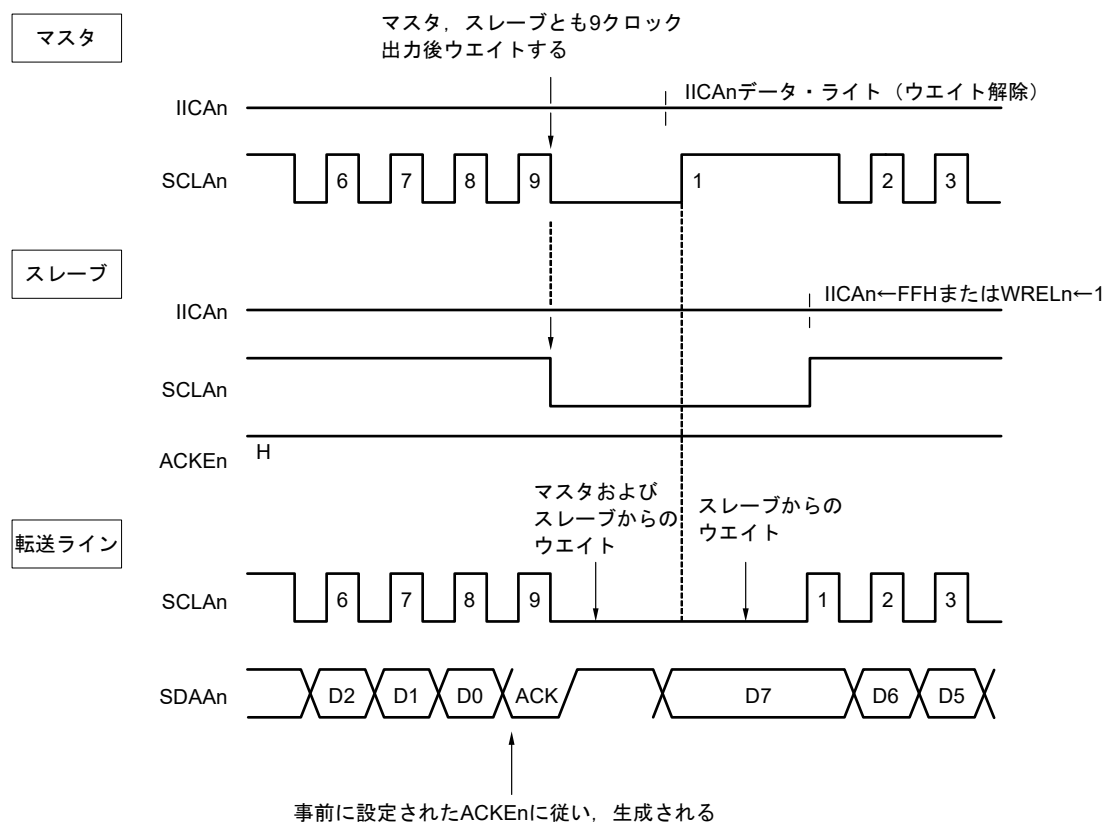 マスタ
マスタ，スレーブとも9クロック
出力後ウエイトする
IICAn
IICAnデータ・ライト（ウエイト解除）
SCLAn
6 7 8 9 1 2 3
スレーブ
IICAn
IICAn←FFHまたはWRELn←1
SCLAn
ACKEn
H
マスタおよび
スレーブからの
ウエイト
スレーブからの
ウエイト
転送ライン
SCLAn
6 7 8 9 1 2 3
SDAAn
D2 D1 D0 ACK D7 D6 D5
事前に設定されたACKEnに従い，生成される